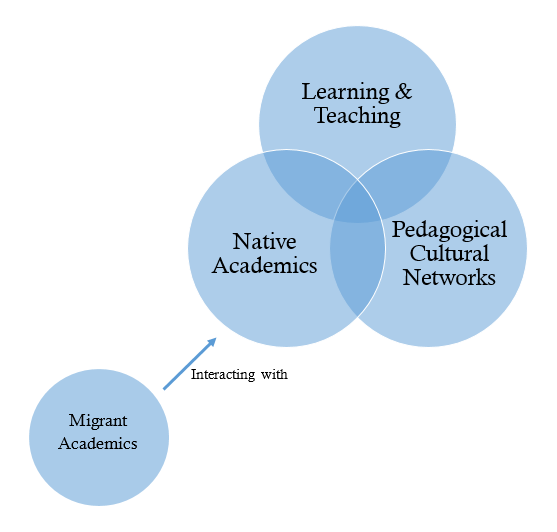 Learning &
Teaching
Native
Academics
Pedagogical
Cultural
Networks
Interacting with
Migrant
Academics